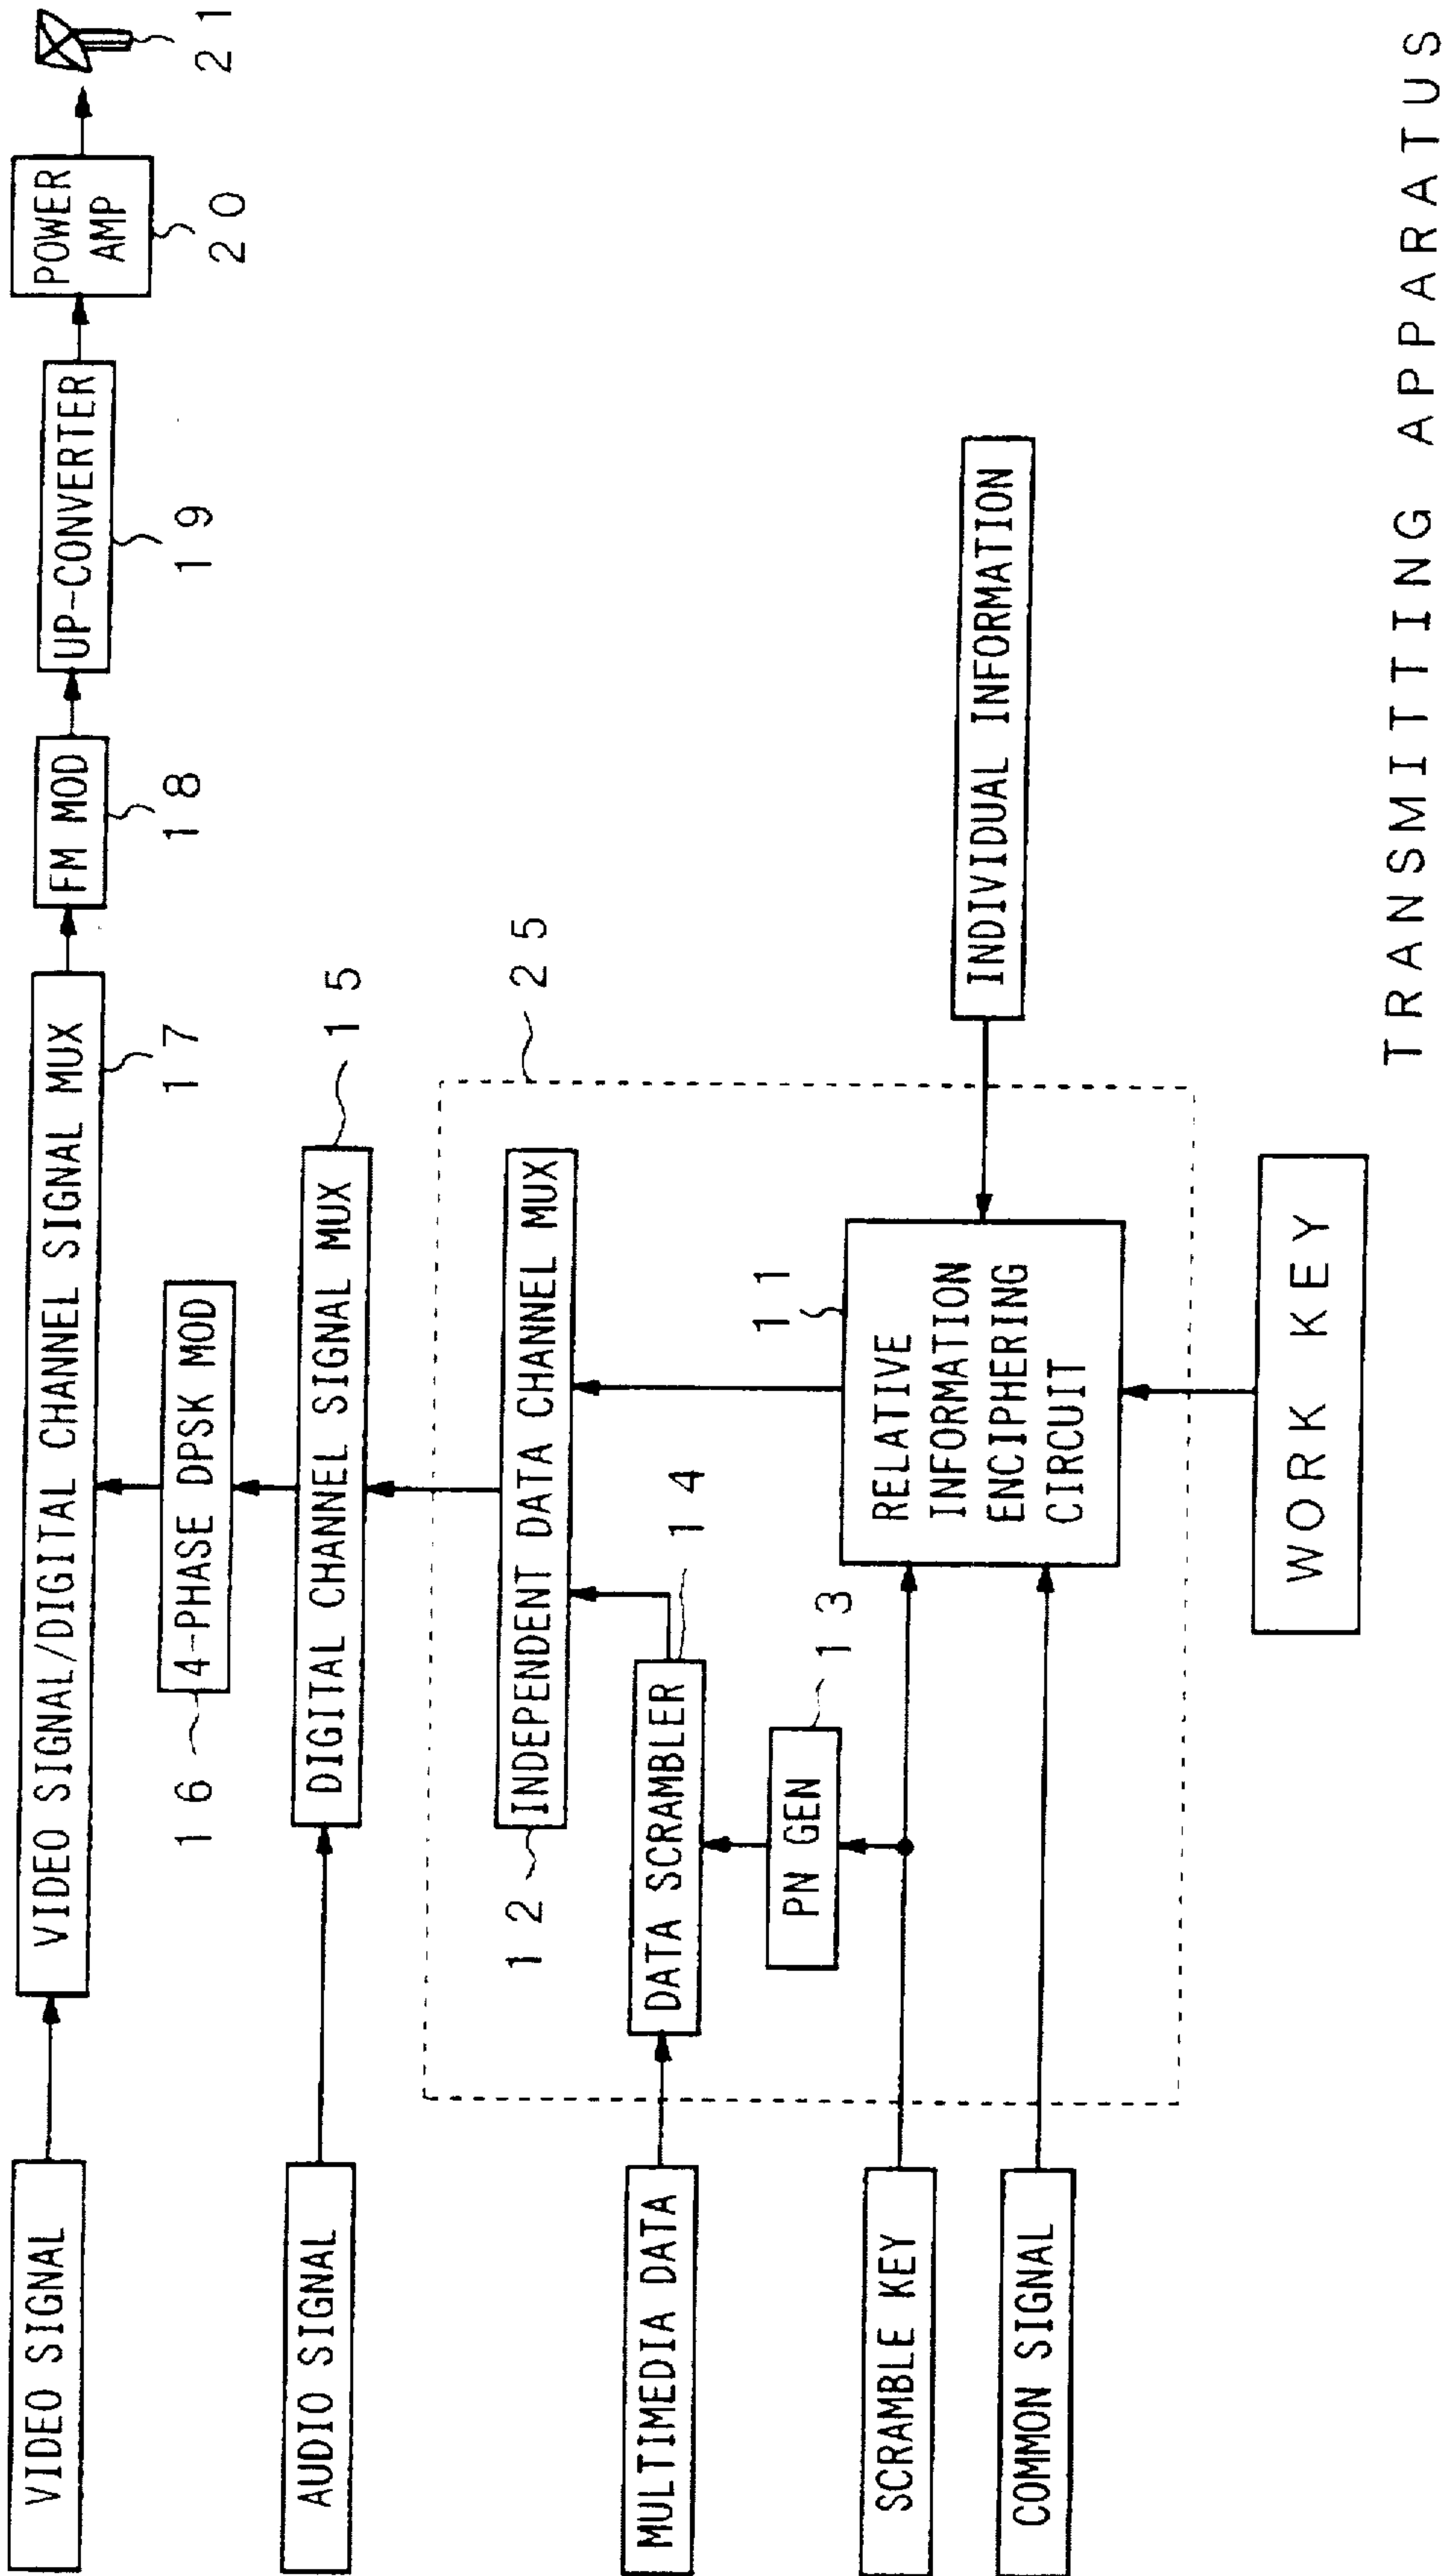 VIDEO SIGNAL
VIDEO SIGNAL/DIGITAL CHANNEL SIGNAL MUX
17
FM MOD
18
UP-CONVERTER
19
POWER
AMP
20
21
16
4-PHASE DPSK MOD
AUDIO SIGNAL
DIGITAL CHANNEL SIGNAL MUX
15
25
12
INDEPENDENT DATA CHANNEL MUX
MULTIMEDIA DATA
DATA SCRAMBLER
14
PN GEN
13
11
SCRAMBLE KEY
COMMON SIGNAL
RELATIVE
INFORMATION
ENCIPHERING
CIRCUIT
INDIVIDUAL INFORMATION
WORK KEY
TRANSMITTING APPARATUS